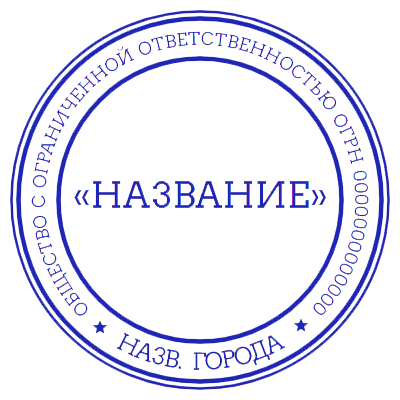 ОБЩЕСТВО С ОГРАНИЧЕННОЙ ОТВЕТСТВЕННОСТЬЮ ОГРН 0000000000000
«НАЗВАНИЕ»
★ НАЗВ. ГОРОДА ★